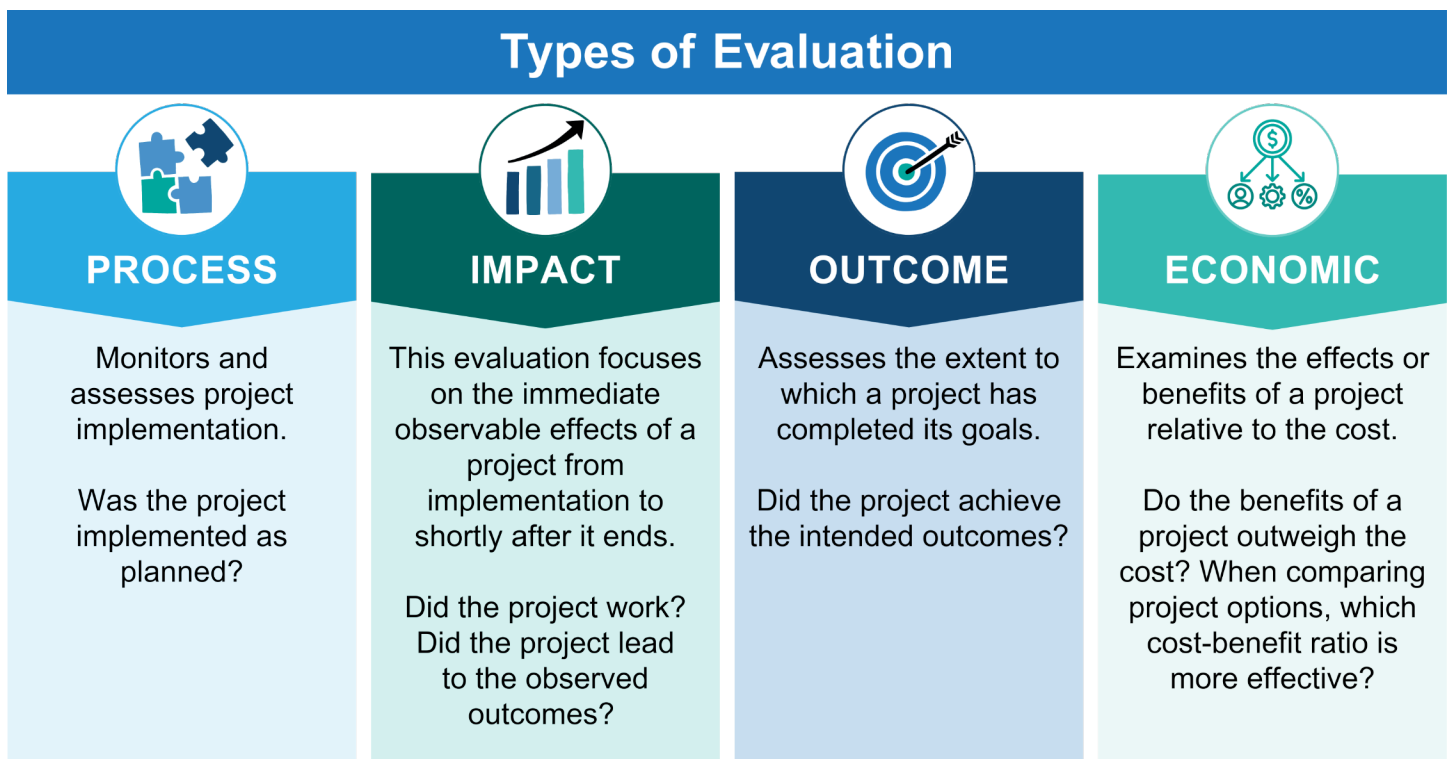 Types of Evaluation
PROCESS
Monitors and
assesses project
implementation.
Was the project
implemented as
planned?
IMPACT
This evaluation focuses
on the immediate
observable effects of a
project from
implementation to
shortly after it ends.
Did the project work?
Did the project lead
to the observed
outcomes?
OUTCOME
Assesses the extent to
which a project has
completed its goals.
Did the project achieve
the intended outcomes?
$
%
ECONOMIC
Examines the effects or
benefits of a project
relative to the cost.
Do the benefits of a
project outweigh the
cost? When comparing
project options, which
cost-benefit ratio is
more effective?